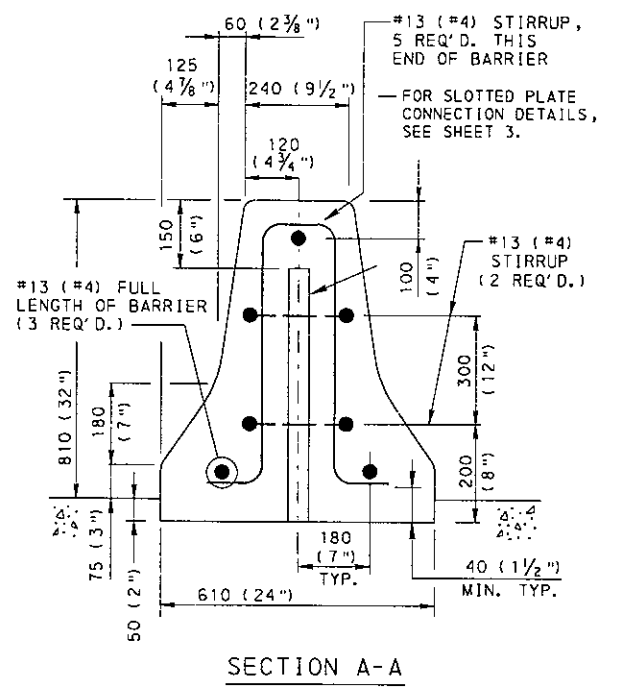 60 (2 3/8")
#13 (#4) STIRRUP,
5 REQ'D. THIS
END OF BARRIER
125
(4 7/8")
240 (9 1/2")
FOR SLOTTED PLATE
CONNECTION DETAILS,
SEE SHEET 3.
120
(4 3/4")
150
(6")
100
(4")
#13 (#4)
STIRRUP
(2 REQ'D.)
#13 (#4) FULL
LENGTH OF BARRIER
(3 REQ'D.)
810 (32")
180
(7")
300
(12")
200
(8")
75 (3")
50 (2")
180
(7")
TYP.
40 (1 1/2")
MIN. TYP.
610 (24")
SECTION A-A